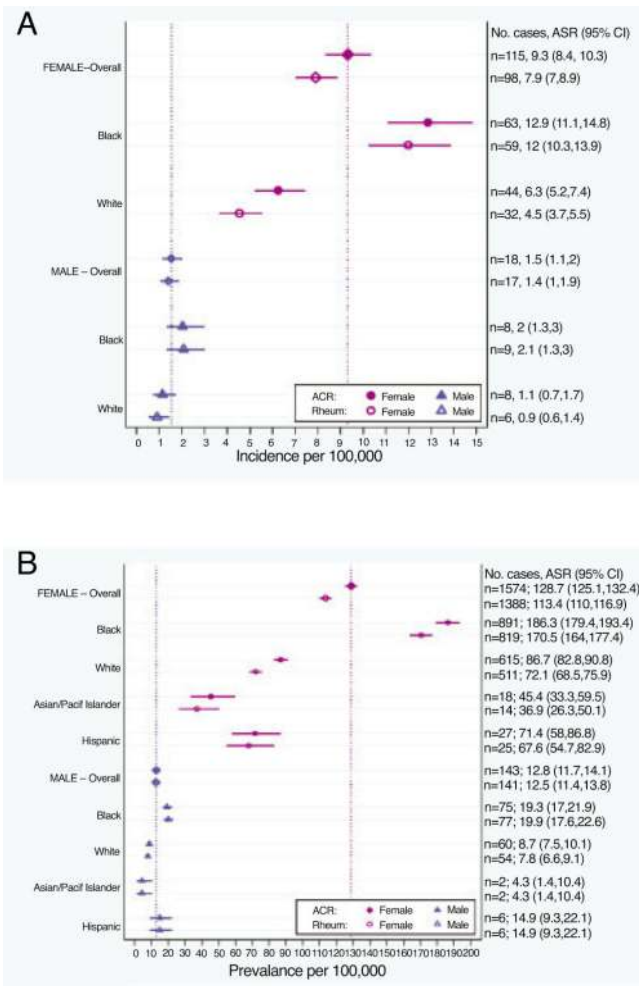 A
No. cases, ASR (95% CI)
FEMALE–Overall
n=115, 9.3 (8.4, 10.3)
n=98, 7.9 (7,8.9)
Black
n=63, 12.9 (11.1,14.8)
n=59, 12 (10.3,13.9)
White
n=44, 6.3 (5.2,7.4)
n=32, 4.5 (3.7,5.5)
MALE – Overall
n=18, 1.5 (1.1,2)
n=17, 1.4 (1,1.9)
Black
n=8, 2 (1.3,3)
n=9, 2.1 (1.3,3)
White
n=8, 1.1 (0.7,1.7)
n=6, 0.9 (0.6,1.4)
ACR: Female Male
Rheum: Female Male
0 1 2 3 4 5 6 7 8 9 10 11 12 13 14 15
Incidence per 100,000
B
No. cases, ASR (95% CI)
FEMALE – Overall
n=1574; 128.7 (125.1,132.4)
n=1388; 113.4 (110,116.9)
Black
n=891; 186.3 (179.4,193.4)
n=819; 170.5 (164,177.4)
White
n=615; 86.7 (82.8,90.8)
n=511; 72.1 (68.5,75.9)
Asian/Pacif Islander
n=18; 45.4 (33.3,59.5)
n=14; 36.9 (26.3,50.1)
Hispanic
n=27; 71.4 (58,86.8)
n=25; 67.6 (54.7,82.9)
MALE – Overall
n=143; 12.8 (11.7,14.1)
n=141; 12.5 (11.4,13.8)
Black
n=75; 19.3 (17,21.9)
n=77; 19.9 (17.6,22.6)
White
n=60; 8.7 (7.5,10.1)
n=54; 7.8 (6.6,9.1)
Asian/Pacif Islander
n=2; 4.3 (1.4,10.4)
n=2; 4.3 (1.4,10.4)
Hispanic
n=6; 14.9 (9.3,22.1)
n=6; 14.9 (9.3,22.1)
ACR: Female Male
Rheum: Female Male
0 10 20 30 40 50 60 70 80 90 100 110 120 130 140 150 160 170 180 190 200
Prevalance per 100,000